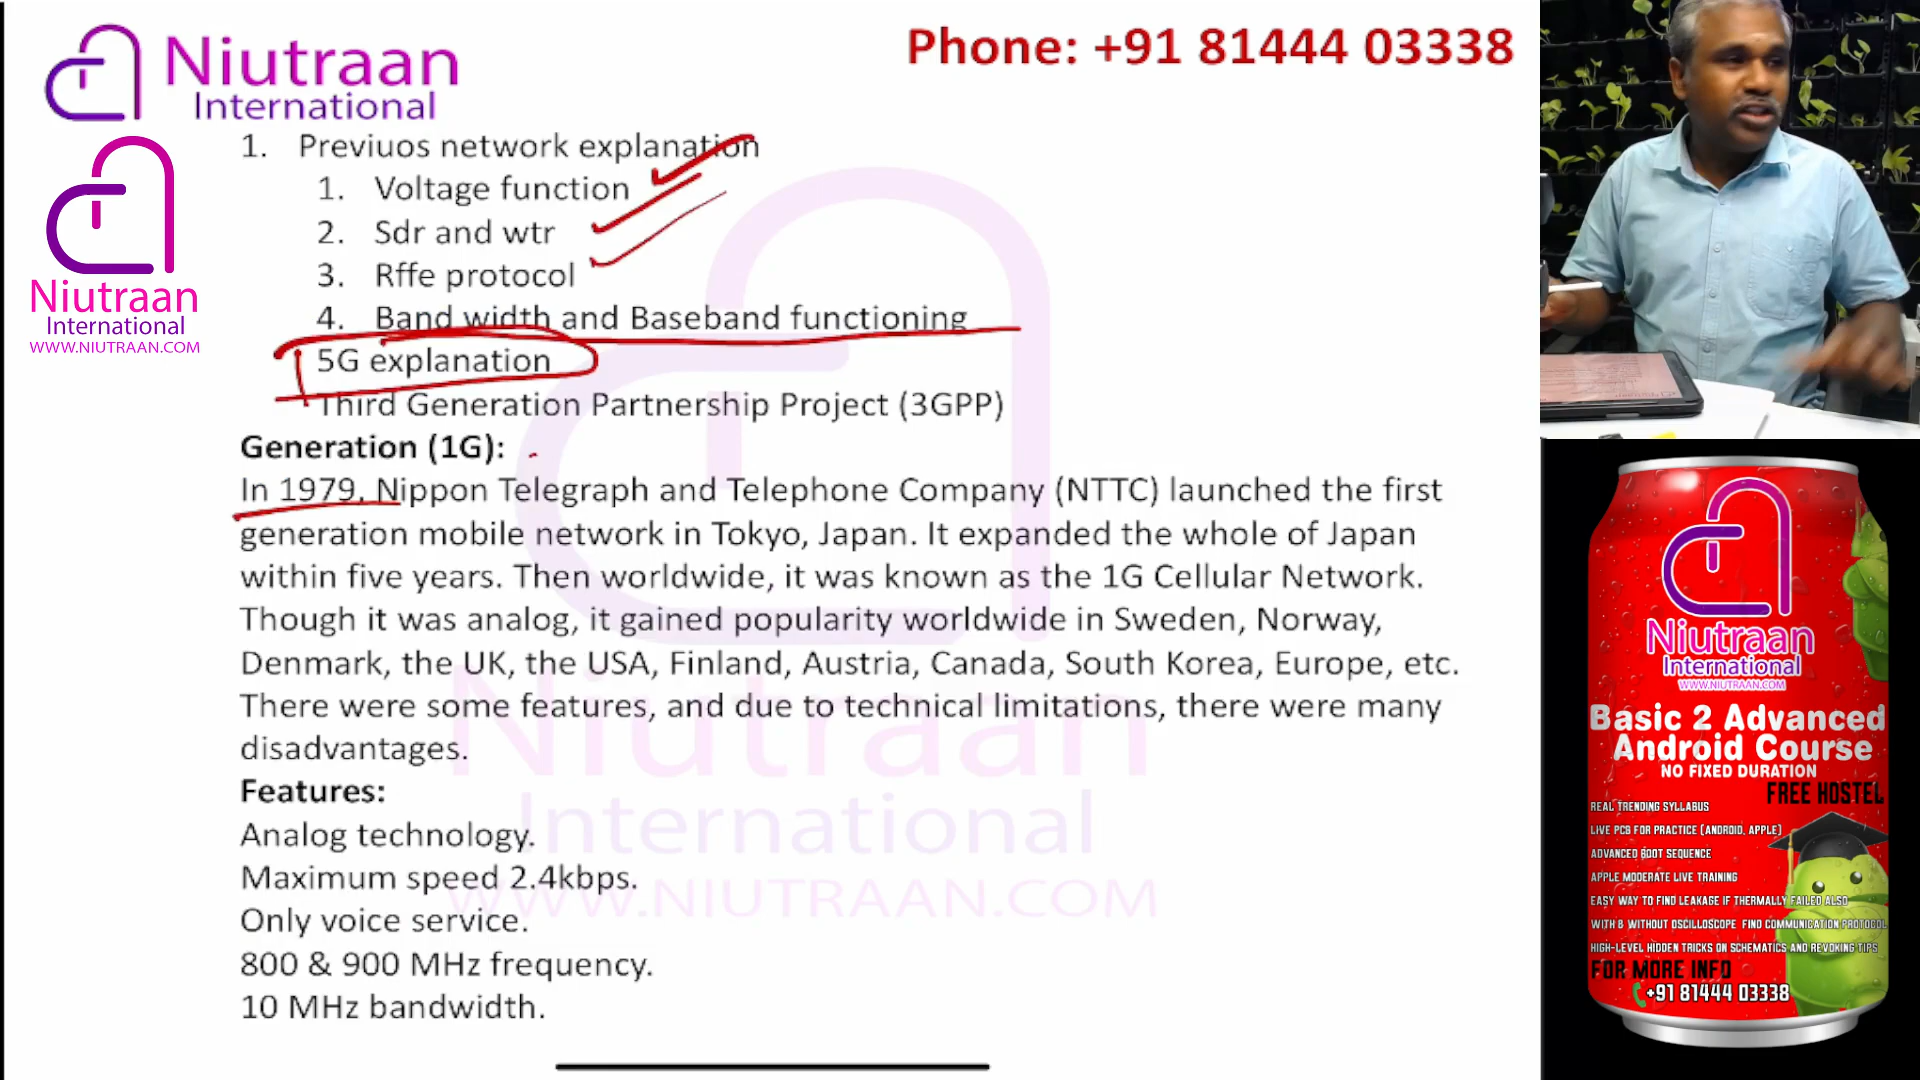 Niutraan
International
Phone: +91 81444 03338
Niutraan
International
WWW.NIUTRAAN.COM
1. Previuos network explanation
1. Voltage function
2. Sdr and wtr
3. Rffe protocol
4. Band width and Baseband functioning
5G explanation
Third Generation Partnership Project (3GPP)
Generation (1G):
In 1979, Nippon Telegraph and Telephone Company (NTTC) launched the first
generation mobile network in Tokyo, Japan. It expanded the whole of Japan
within five years. Then worldwide, it was known as the 1G Cellular Network.
Though it was analog, it gained popularity worldwide in Sweden, Norway,
Denmark, the UK, the USA, Finland, Austria, Canada, South Korea, Europe, etc.
There were some features, and due to technical limitations, there were many
disadvantages.
Features:
Analog technology.
Maximum speed 2.4kbps.
Only voice service.
800 & 900 MHz frequency.
10 MHz bandwidth.
Niutraan
International
WWW.NIUTRAAN.COM
Niutraan
International
WWW.NIUTRAAN.COM
Basic 2 Advanced
Android Course
NO FIXED DURATION
FREE HOSTEL
REAL TRENDING SYLLABUS
LIVE PCB FOR PRACTICE (ANDROID, APPLE)
ADVANCED BOOT SEQUENCE
APPLE MODERATE LIVE TRAINING
EASY WAY TO FIND LEAKAGE IF THERMALLY FAILED ALSO
WITH & WITHOUT OSCILLOSCOPE FIND COMMUNICATION PROTOCOL
HIGH-LEVEL HIDDEN TRICKS ON SCHEMATICS AND REVOKING TIPS
FOR MORE INFO
+91 81444 03338